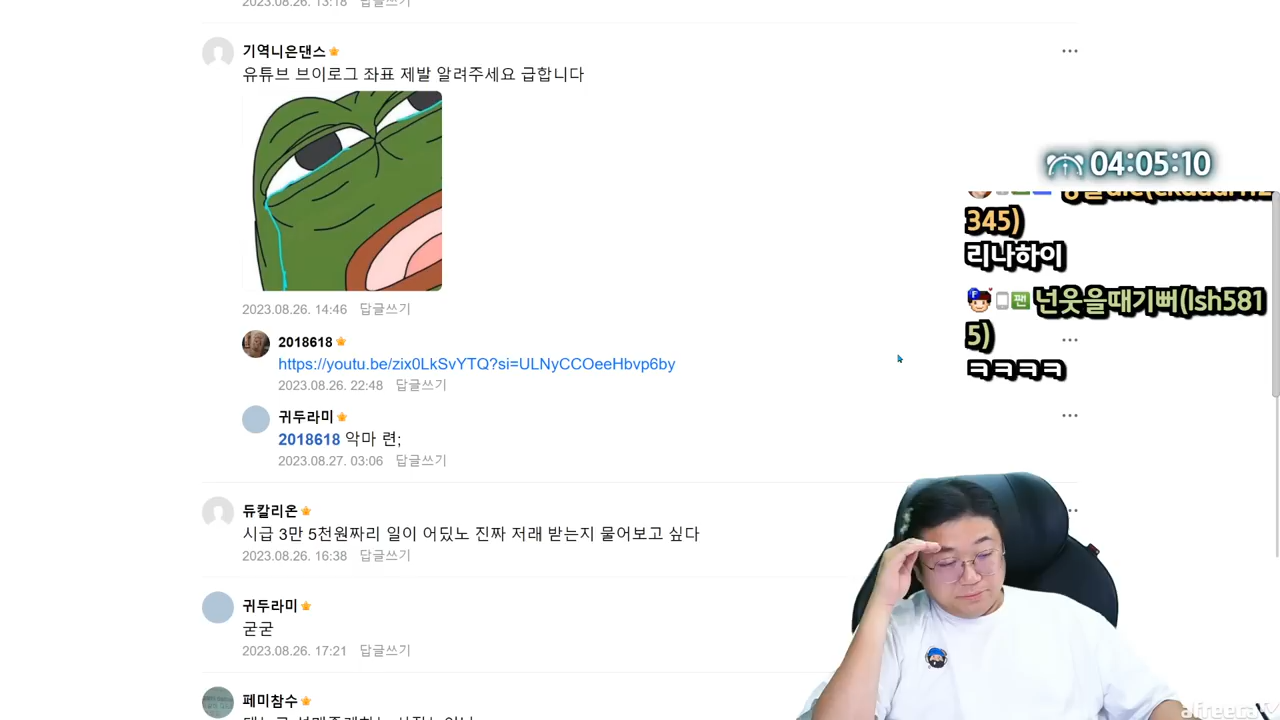 2023.08.26. 13:18 답글쓰기
기역니은댄스
유튜브 브이로그 좌표 제발 알려주세요 급합니다
2023.08.26. 14:46 답글쓰기
2018618
https://youtu.be/zix0LkSvYTQ?si=ULNyCCOeeHbvp6by
2023.08.26. 22:48 답글쓰기
귀두라미
2018618 악마 련;
2023.08.27. 03:06 답글쓰기
듀칼리온
시급 3만 5천원짜리 일이 어딨노 진짜 저래 받는지 물어보고 싶다
2023.08.26. 16:38 답글쓰기
귀두라미
굳굳
2023.08.26. 17:21 답글쓰기
페미참수
04:05:10
345)
리나하이
팬 넌웃을때기뻐(lsh581
5)
ㅋㅋㅋㅋ
afreecaTV